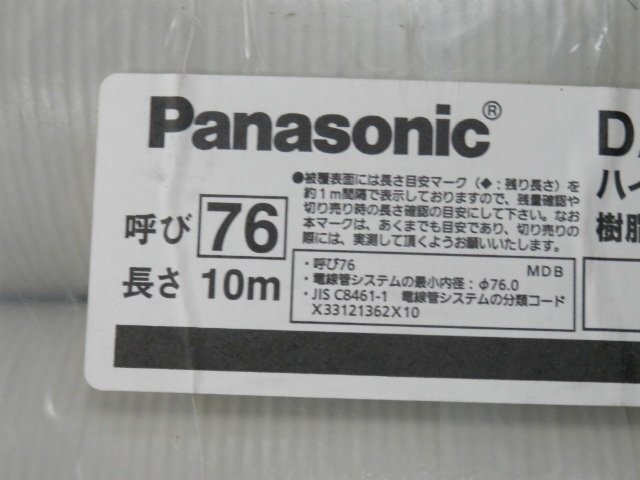 Panasonic®
呼び 76
長さ 10m
●被覆表面には長さ目安マーク(◆:残り長さ)を
約1m間隔で表示しておりますので、残量確認や
切り売り時の長さ確認の目安にして下さい。なお
本マークは、あくまでも目安であり、切り売りの
際には、実測して頂くようお願いいたします。
・呼び76 MDB
・電線管システムの最小内径:φ76.0
・JIS C8461-1 電線管システムの分類コード
X33121362X10
D
ハイ
樹脂